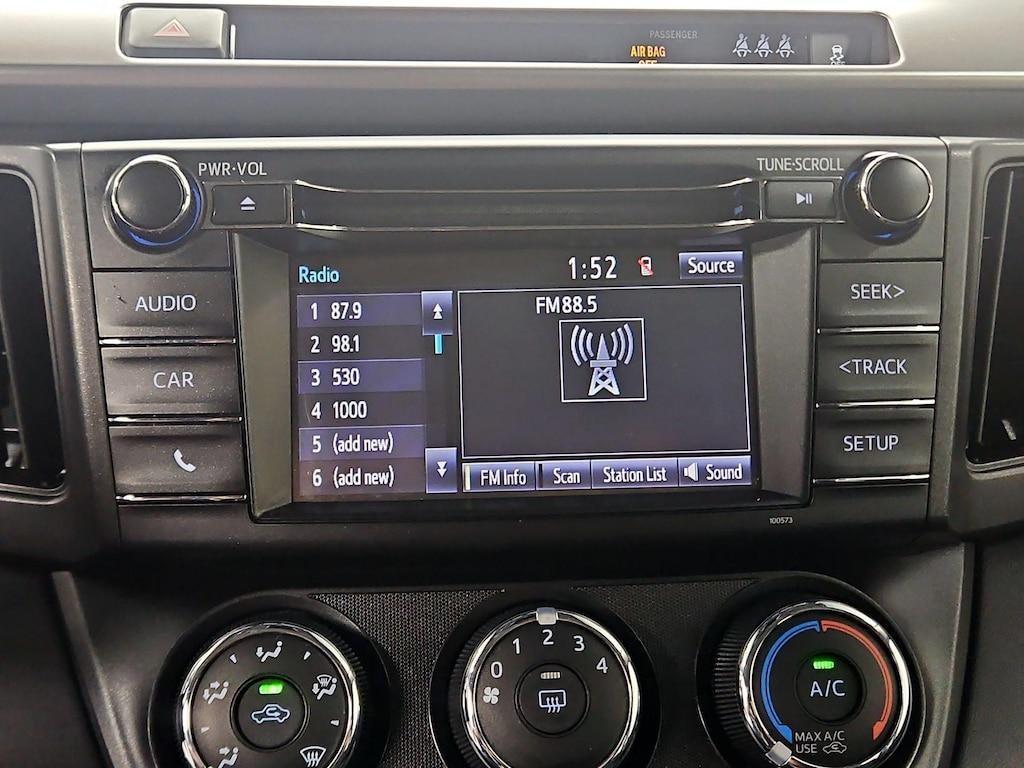 PASSENGER
AIR BAG
OFF
OFF
PWR·VOL
TUNE·SCROLL
Radio
1:52
Source
AUDIO
CAR
1 87.9
2 98.1
3 530
4 1000
5 (add new)
6 (add new)
FM88.5
FM Info
Scan
Station List
Sound
SEEK>
<TRACK
SETUP
100573
0 1 2 3 4
A/C
MAX A/C
USE